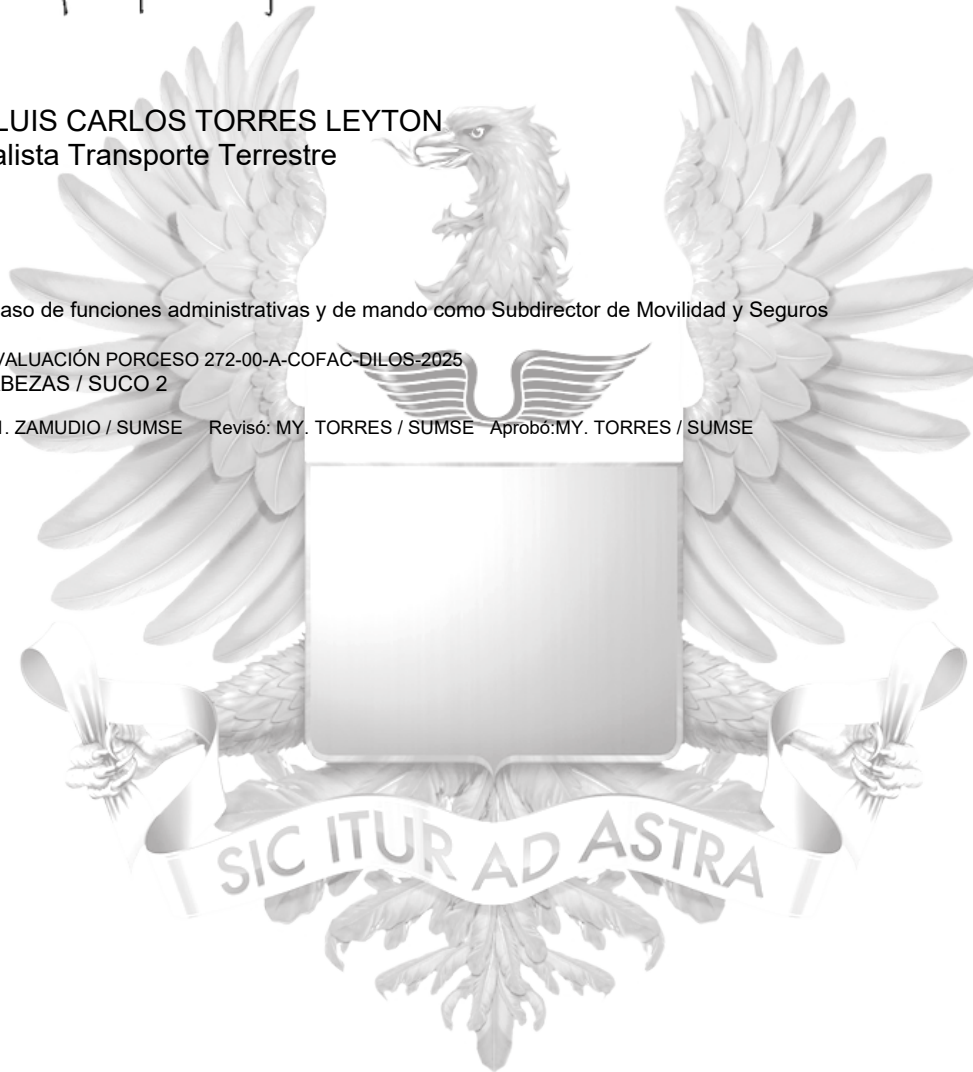 LUIS CARLOS TORRES LEYTON
alista Transporte Terrestre
aso de funciones administrativas y de mando como Subdirector de Movilidad y Seguros
VALUACIÓN PORCESO 272-00-A-COFAC-DILOS-2025
BEZAS / SUCO 2
. ZAMUDIO / SUMSE Revisó: MY. TORRES / SUMSE Aprobó:MY. TORRES / SUMSE
SIC ITUR AD ASTRA